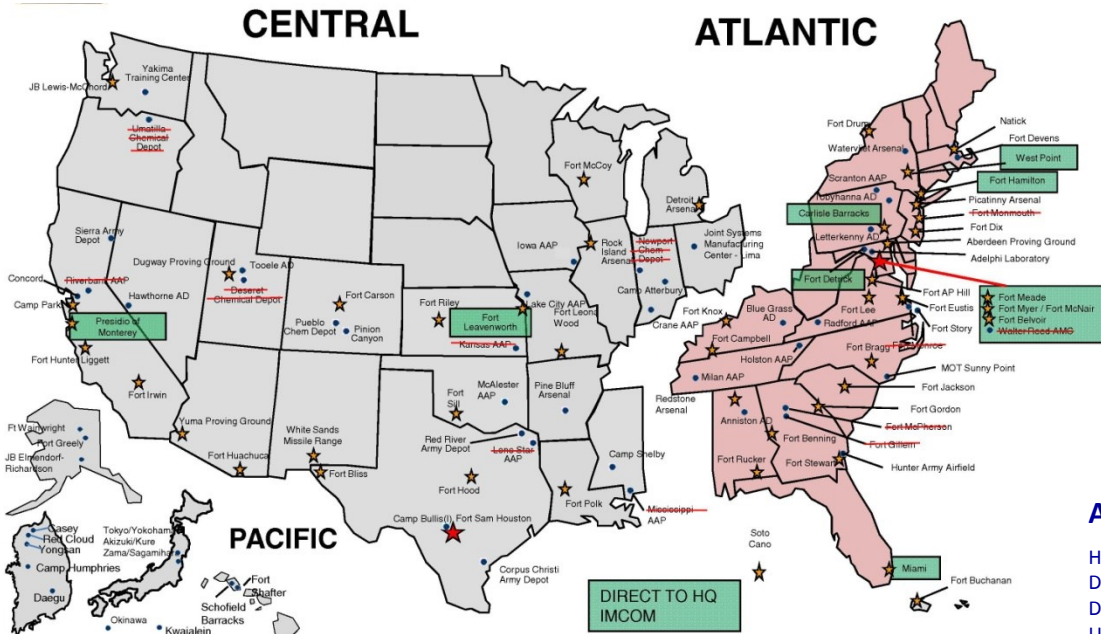 CENTRAL
ATLANTIC
Yakima
Training Center
JB Lewis-McChord
Umatilla
Chemical
Depot
Sierra Army
Depot
Concord
Riverbank AAP
Camp Park
Hawthorne AD
Presidio of
Monterey
Fort Hunter Liggett
Fort Irwin
Dugway Proving Ground
Tooele AD
Deseret
Chemical Depot
Yuma Proving Ground
Fort Huachuca
White Sands
Missile Range
Fort Bliss
Fort Carson
Pueblo
Chem Depot
Pinion
Canyon
Fort Riley
Fort
Leavenworth
Kansas AAP
Fort
Sill
McAlester
AAP
Red River
Army Depot
Lone Star
AAP
Fort Hood
Camp Bullis(I)
Fort Sam Houston
Corpus Christi
Army Depot
Fort McCoy
Iowa AAP
Rock
Island
Arsenal
Detroit
Arsenal
Newport
Chem
Depot
Joint Systems
Manufacturing
Center - Lima
Camp Atterbury
Crane AAP
Lake City AAP
Fort Leonard
Wood
Pine Bluff
Arsenal
Camp Shelby
Fort Polk
Mississippi
AAP
Fort Drum
Watervliet Arsenal
Natick
Fort Devens
West Point
Scranton AAP
Fort Hamilton
Tobyhanna AD
Picatinny Arsenal
Carlisle Barracks
Fort Monmouth
Fort Dix
Letterkenny AD
Aberdeen Proving Ground
Adelphi Laboratory
Fort Detrick
Fort AP Hill
Fort Meade
Fort Myer / Fort McNair
Fort Belvoir
Walter Reed AMC
Fort Lee
Fort Eustis
Fort Story
Fort Knox
Blue Grass
AD
Radford AAP
Fort Campbell
Holston AAP
Fort Bragg
Fort Monroe
Milan AAP
MOT Sunny Point
Redstone
Arsenal
Fort Jackson
Anniston AD
Fort Gordon
Fort McPherson
Fort Benning
Fort Gillem
Fort Rucker
Fort Stewart
Hunter Army Airfield
Miami
Soto
Cano
Fort Buchanan
Ft Wainwright
Fort Greely
JB Elmendorf-
Richardson
PACIFIC
Casey
Red Cloud
Yongsan
Camp Humphries
Daegu
Tokyo/Yokoham
Akizuki/Kure
Zama/Sagamihar
Okinawa
Kwajalein
Fort
Shafter
Schofield
Barracks
DIRECT TO HQ
IMCOM
A
H
D
D